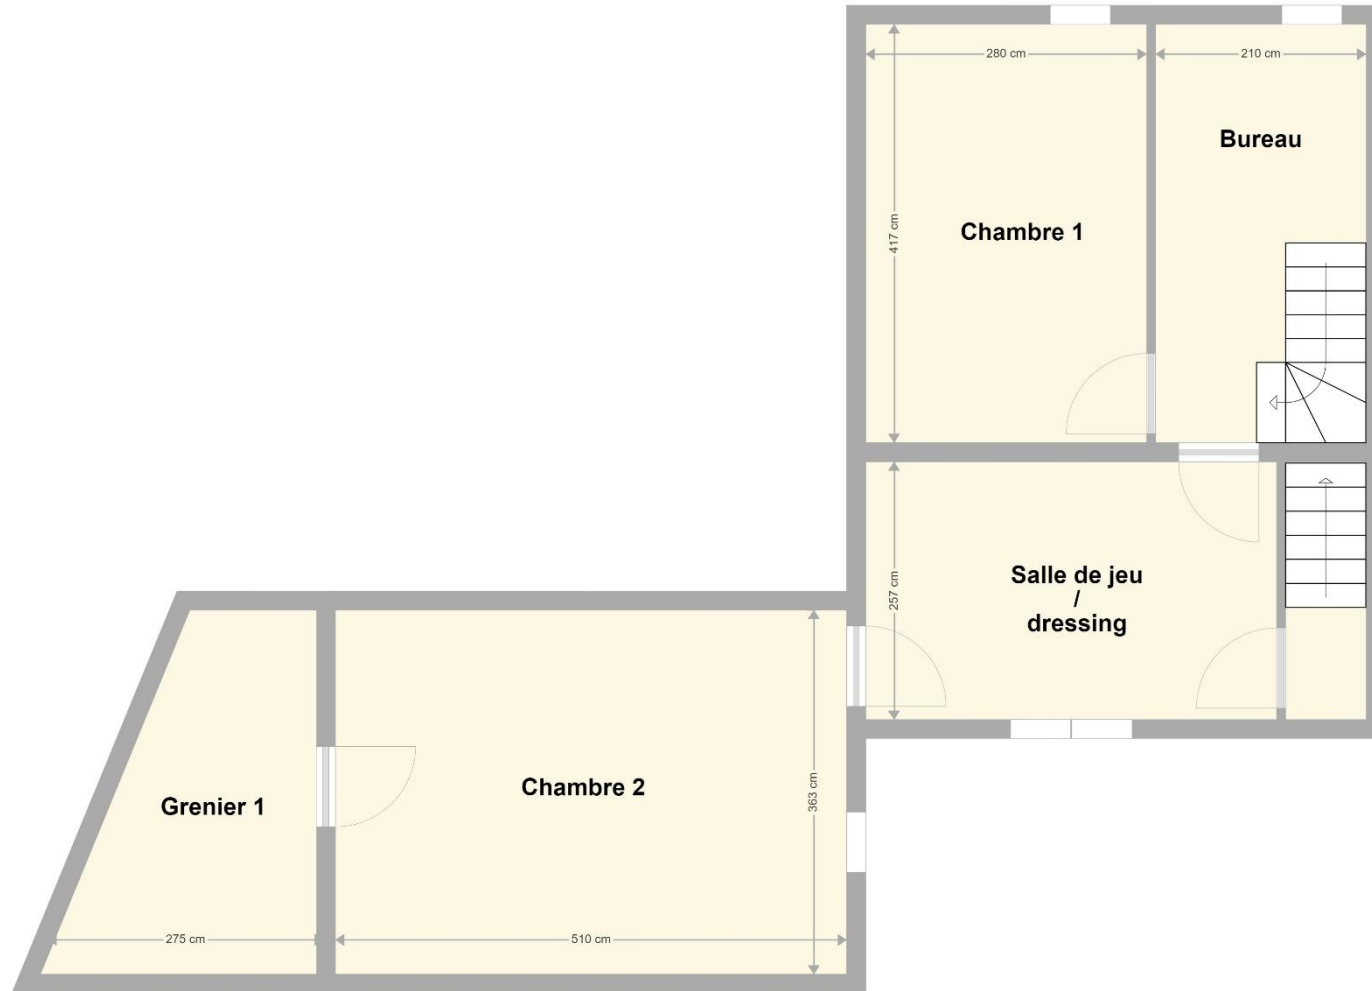 280 cm
210 cm
Bureau
417 cm
Chambre 1
257 cm
Salle de jeu
/
dressing
Chambre 2
363 cm
Grenier 1
275 cm
510 cm